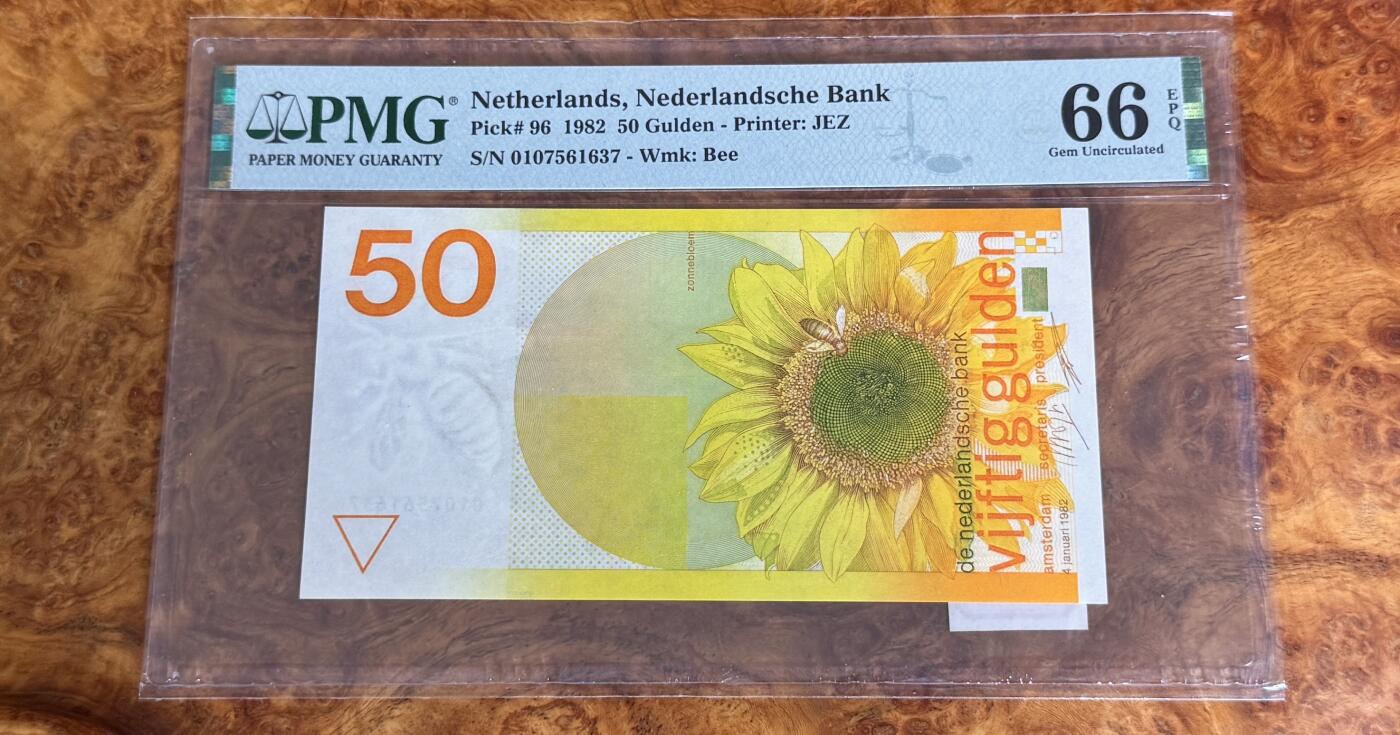 PMG®
PAPER MONEY GUARANTY
Netherlands, Nederlandsche Bank
Pick# 96 1982 50 Gulden - Printer: JEZ
S/N 0107561637 - Wmk: Bee
66
EPQ
Gem Uncirculated
50
zonnebloem
de nederlandsche bank
vijftig gulden
amsterdam secretaris president
4 januari 1982